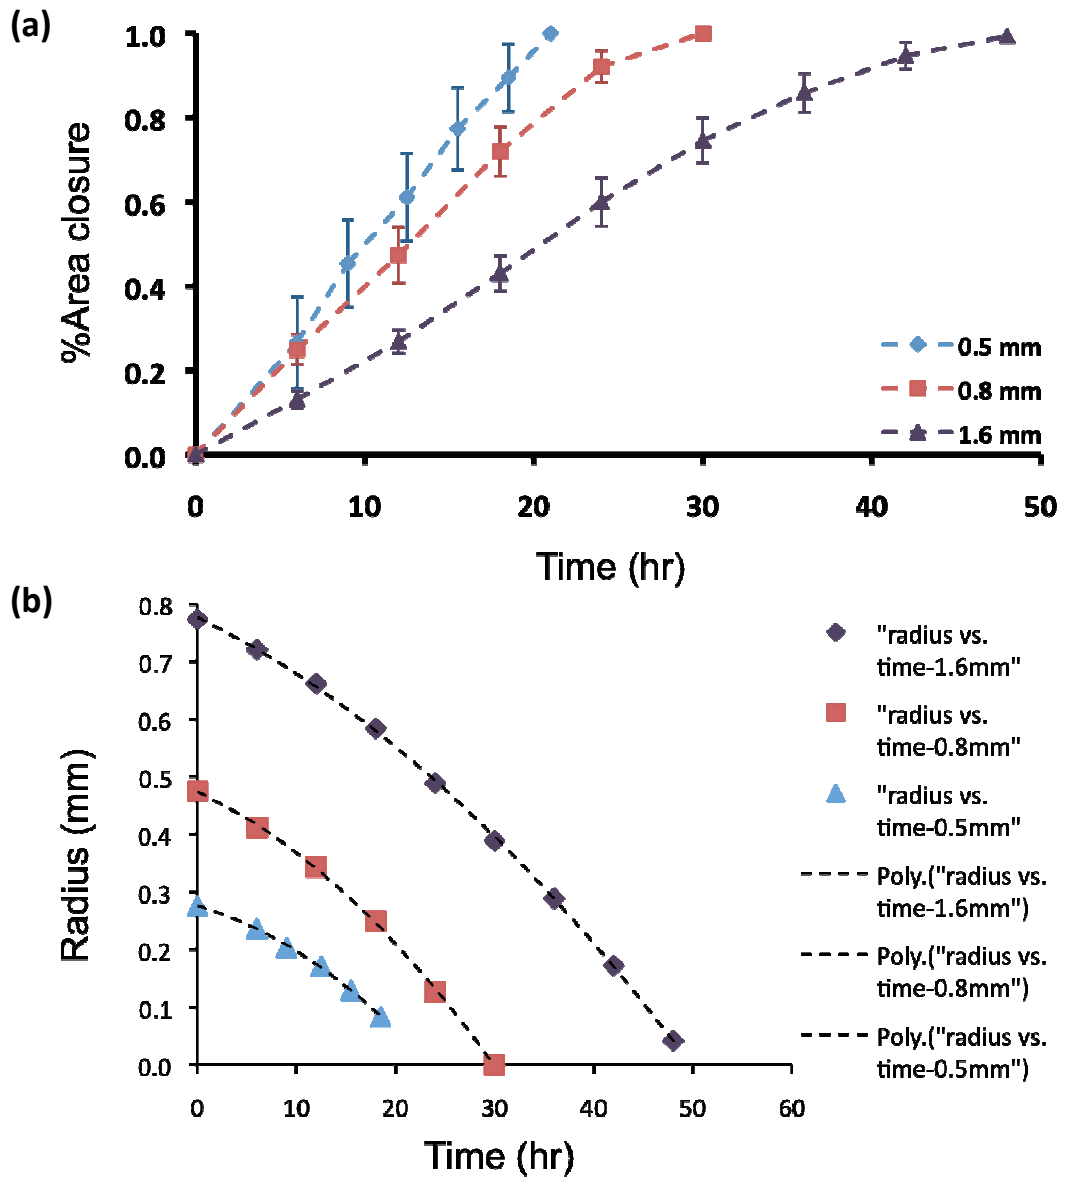 (a)
1.0
0.8
0.6
0.4
0.2
0.0
%Area closure
0.5 mm
0.8 mm
1.6 mm
0 10 20 30 40 50
Time (hr)
(b)
0.8
0.7
0.6
0.5
0.4
0.3
0.2
0.1
0.0
Radius (mm)
0 10 20 30 40 50 60
Time (hr)
"radius vs.
time-1.6mm"
"radius vs.
time-0.8mm"
"radius vs.
time-0.5mm"
Poly.("radius vs.
time-1.6mm")
Poly.("radius vs.
time-0.8mm")
Poly.("radius vs.
time-0.5mm")